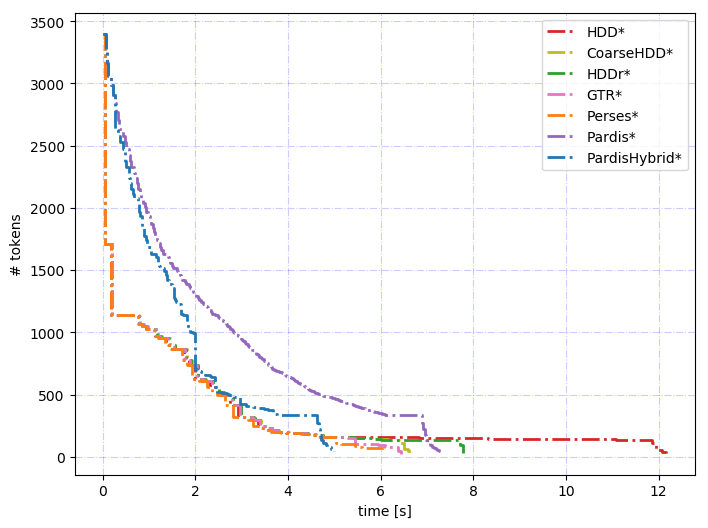 3500
3000
2500
2000
1500
1000
500
0
# tokens
HDD*
CoarseHDD*
HDDr*
GTR*
Perses*
Pardis*
PardisHybrid*
0 2 4 6 8 10 12
time [s]